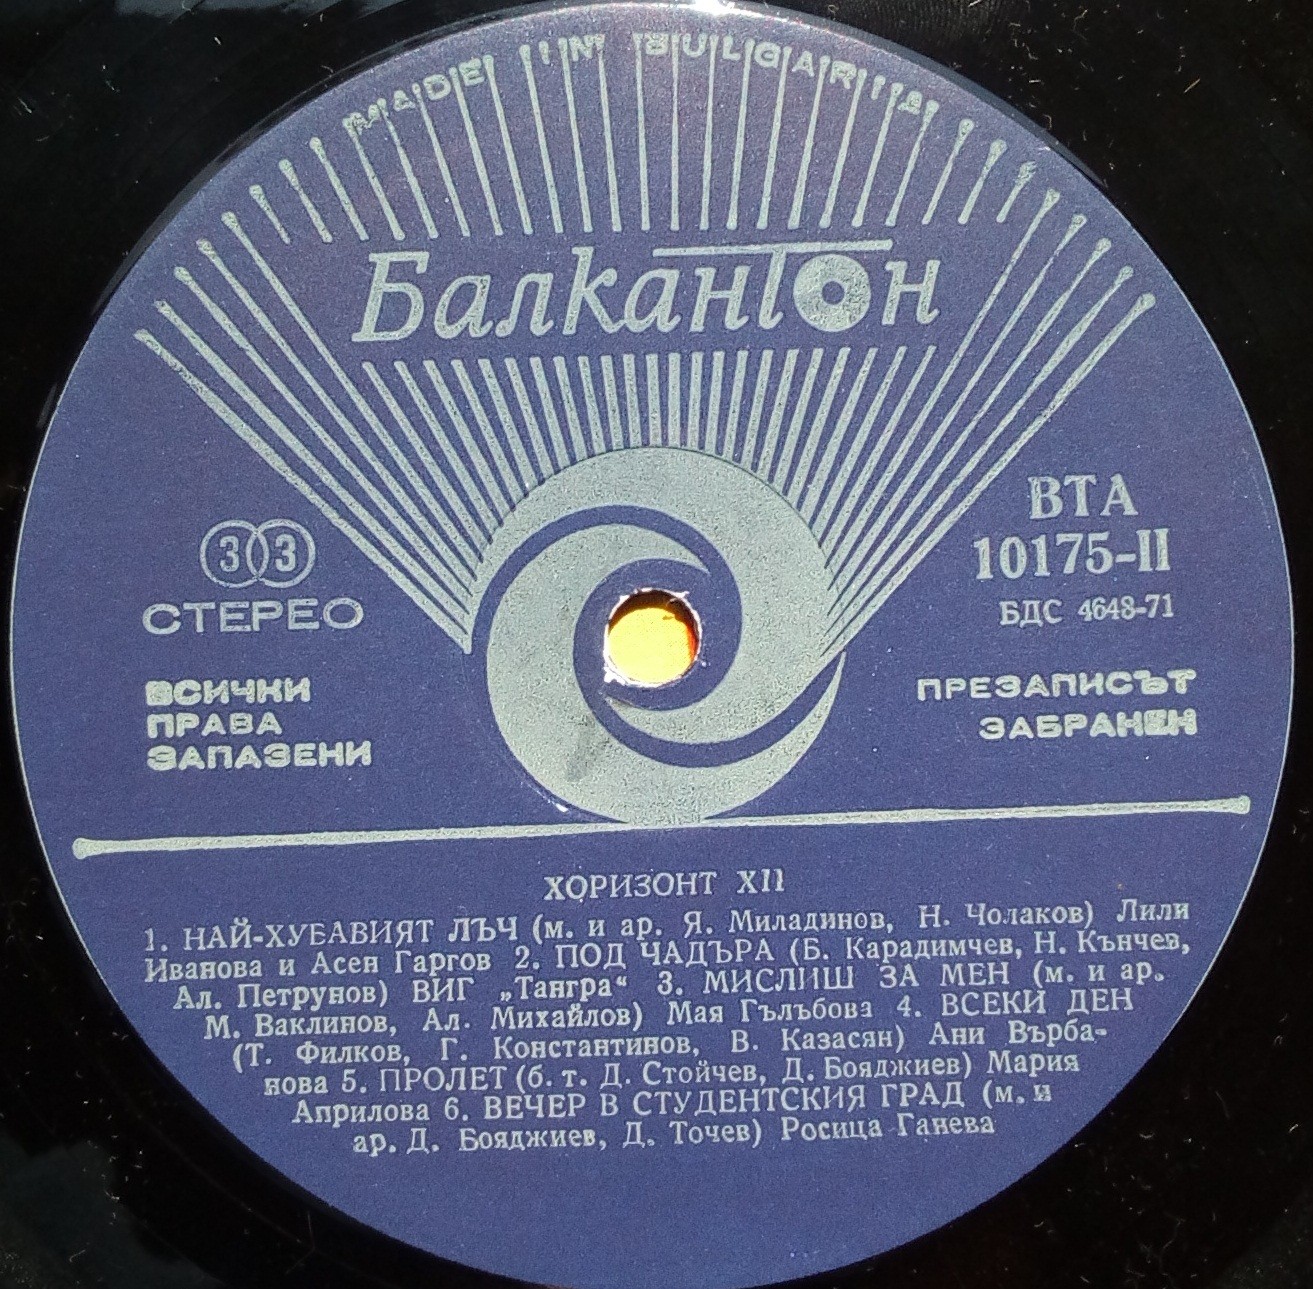 MADE IN BULGARIA
Балкантон
ВТА
10175-II
БДС 4648-71
33
СТЕРЕО
ВСИЧКИ
ПРАВА
ЗАПАЗЕНИ
ПРЕЗАПИСЪТ
ЗАБРАНЕН
ХОРИЗОНТ XII
1. НАЙ-ХУБАВИЯТ ЛЪЧ (м. и ар. Я. Миладинов, Н. Чолаков) Лили
Иванова и Асен Гаргов 2. ПОД ЧАДЪРА (Б. Карадимчев, Н. Кънчев,
Ал. Петрунов) ВИГ „Тангра“ 3. МИСЛИШ ЗА МЕН (м. и ар.
М. Ваклинов, Ал. Михайлов) Мая Гълъбова 4. ВСЕКИ ДЕН
(Т. Филков, Г. Константинов, В. Казасян) Ани Върба-
нова 5. ПРОЛЕТ (б. т. Д. Стойчев, Д. Бояджиев) Мария
Априлова 6. ВЕЧЕР В СТУДЕНТСКИЯ ГРАД (м. и
ар. Д. Бояджиев, Д. Точев) Росица Ганева